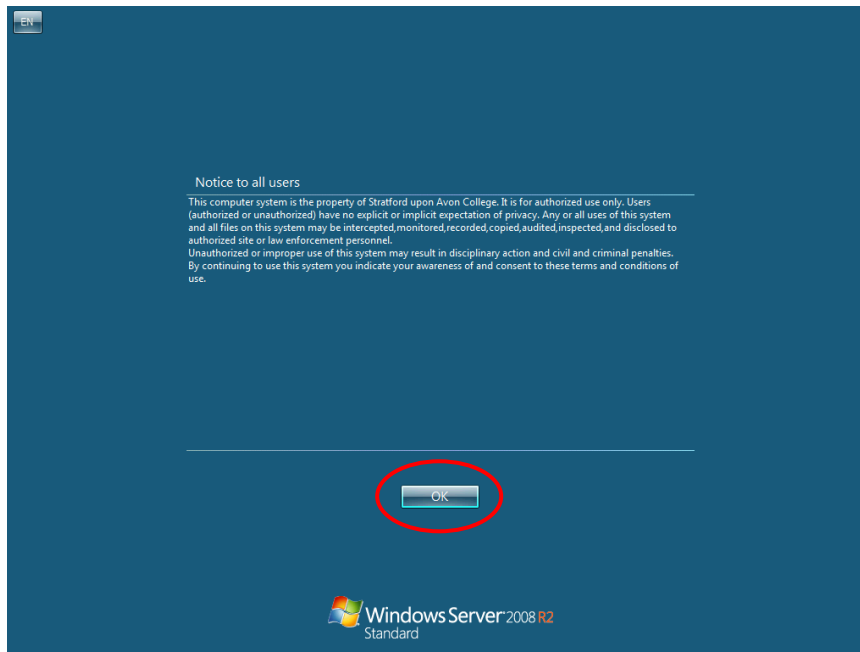 EN
Notice to all users
This computer system is the property of Stratford upon Avon College. It is for authorized use only. Users
(authorized or unauthorized) have no explicit or implicit expectation of privacy. Any or all uses of this system
and all files on this system may be intercepted,monitored,recorded,copied,audited,inspected,and disclosed to
authorized site or law enforcement personnel.
Unauthorized or improper use of this system may result in disciplinary action and civil and criminal penalties.
By continuing to use this system you indicate your awareness of and consent to these terms and conditions of
use.
OK
Windows Server 2008 R2
Standard